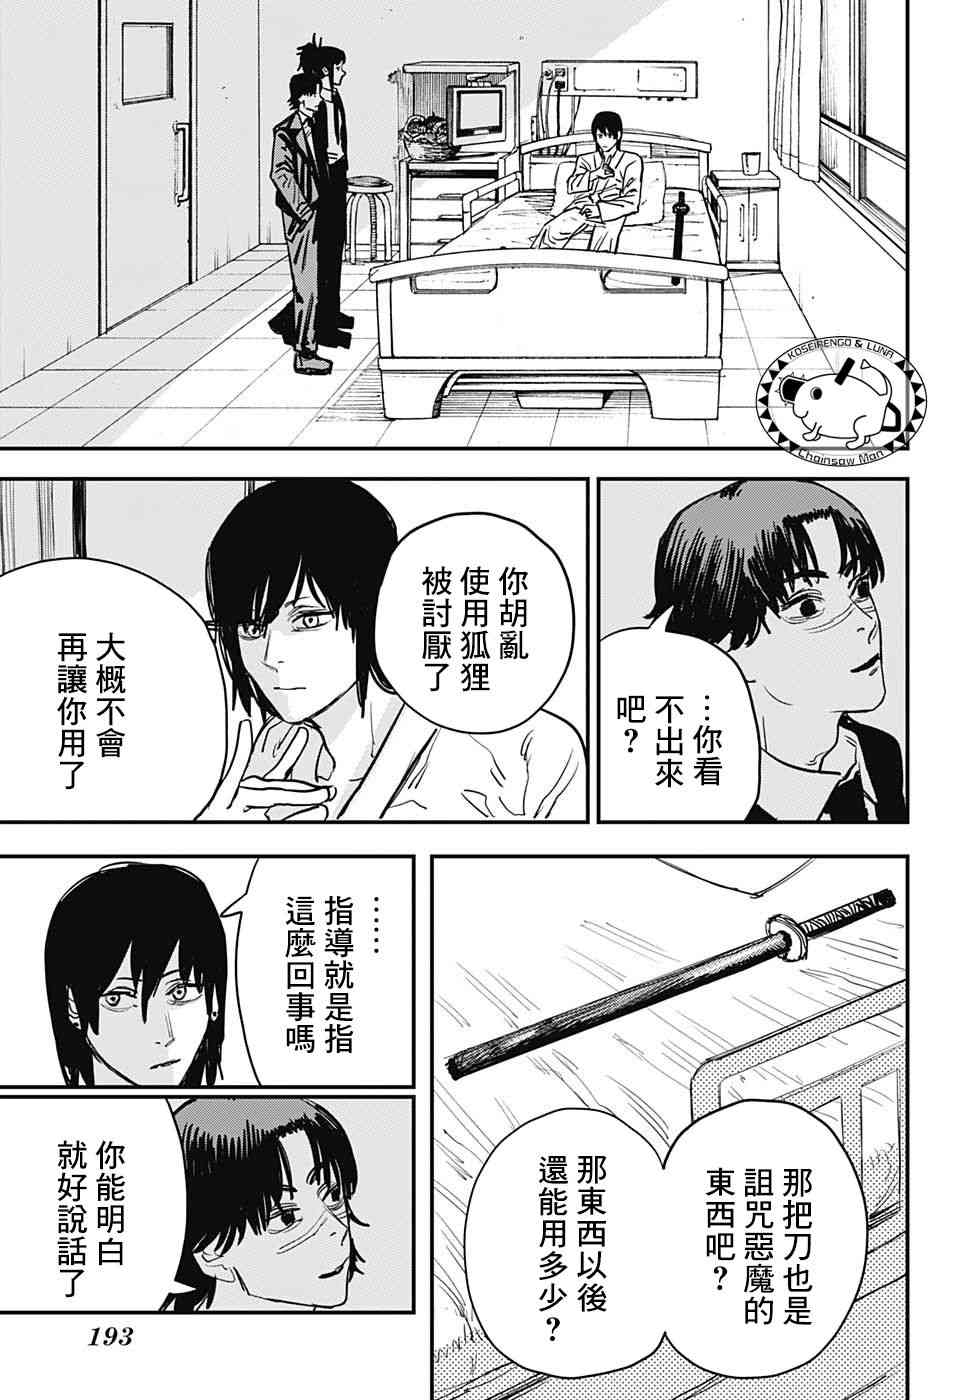 KOSEIRENGO & LUNA
Chainsaw Man
…你看
不出來
吧?
你胡亂
使用狐狸
被討厭了
大概不會
再讓你用了
那把刀也是
詛咒惡魔的
東西吧?
那東西以後
還能用多少?
……
指導就是指
這麼回事嗎
你能明白
就好說話了
193